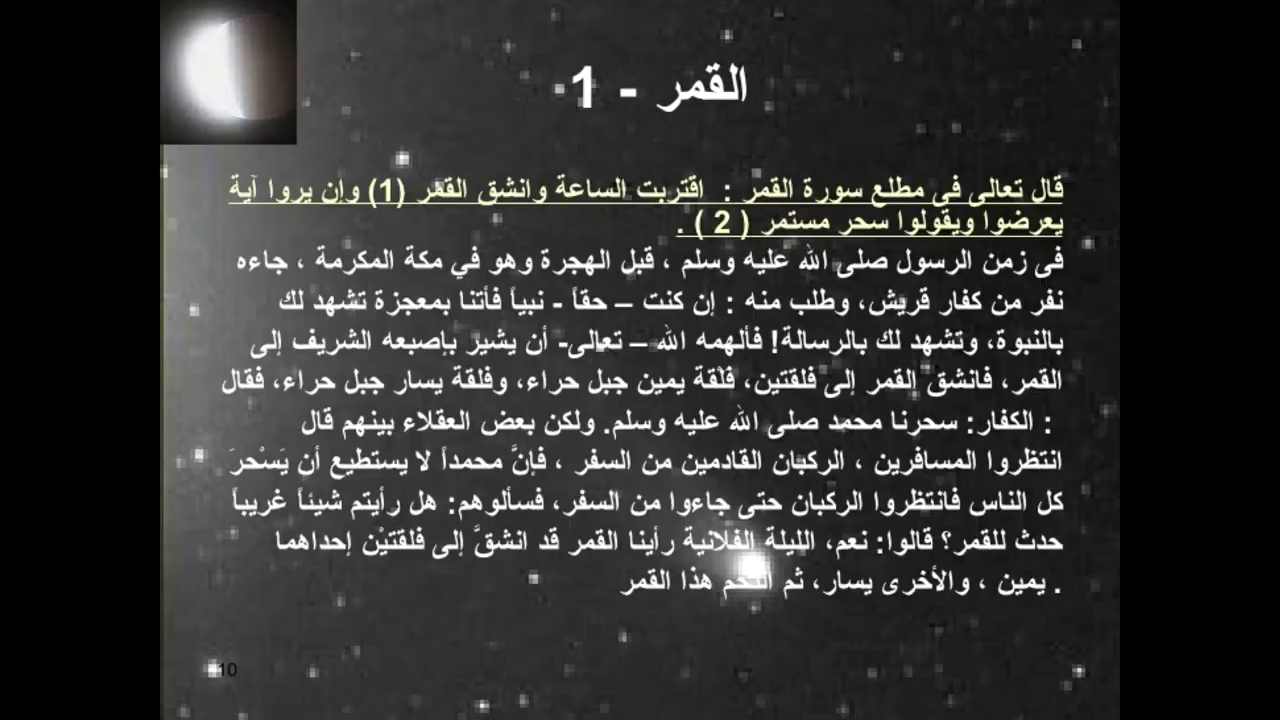 القمر - 1
قال تعالى فى مطلع سورة القمر : اقتربت الساعة وانشق القمر (1) وإن يروا آية
يعرضوا ويقولوا سحر مستمر ( 2 ) .
فى زمن الرسول صلى الله عليه وسلم ، قبل الهجرة وهو في مكة المكرمة ، جاءه
نفر من كفار قريش، وطلب منه : إن كنت – حقاً - نبياً فأتنا بمعجزة تشهد لك
بالنبوة، وتشهد لك بالرسالة! فألهمه الله – تعالى- أن يشير بإصبعه الشريف إلى
القمر، فانشق القمر إلى فلقتين، فلْقة يمين جبل حراء، وفلقة يسار جبل حراء، فقال
: الكفار: سحرنا محمد صلى الله عليه وسلم. ولكن بعض العقلاء بينهم قال
انتظروا المسافرين ، الركبان القادمين من السفر ، فإنَّ محمداً لا يستطيع أن يَسْحرَ
كل الناس فانتظروا الركبان حتى جاءوا من السفر، فسألوهم: هل رأيتم شيئاً غريباً
حدث للقمر؟ قالوا: نعم، الليلة الفلانية رأينا القمر قد انشقَّ إلى فلقتيْن إحداهما
. يمين ، والأخرى يسار، ثم التحم هذا القمر
10